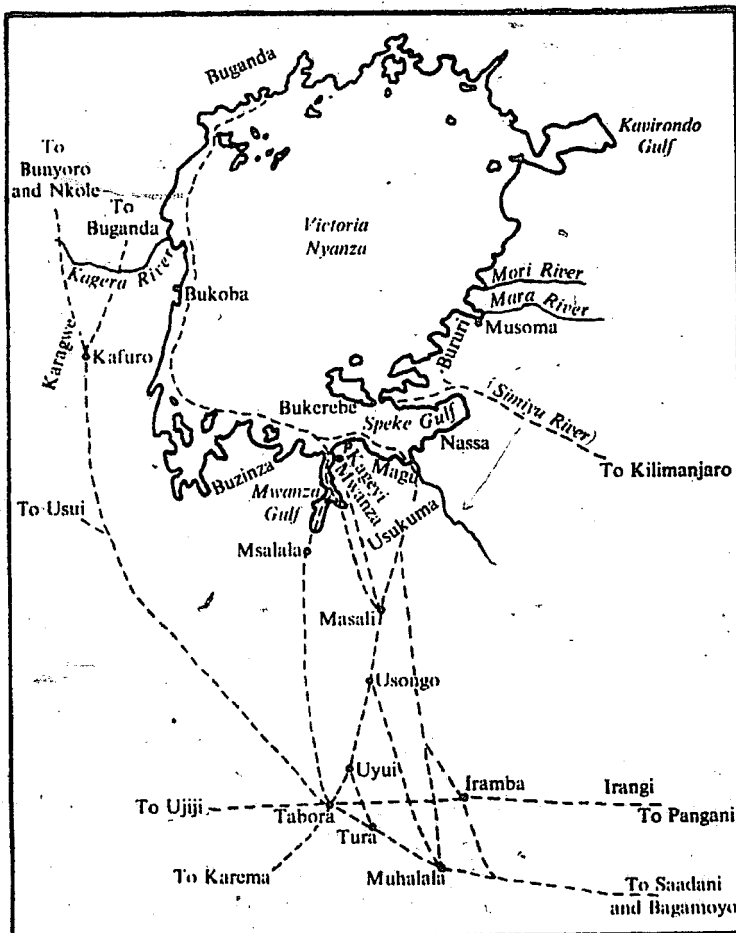 Buganda
Kavirondo
Gulf
To
Bunyoro
and Nkole
To
Buganda
Victoria
Nyanza
Kagera River
Mori River
Mara River
Bukoba
Musoma
Karagwe
Kafuro
Bururi
Bukerebe
Speke Gulf
(Simiyu River)
Nassa
To Kilimanjaro
Buzinza
Kageyi
Magu
Mwanza
Mwanza
Gulf
Usukuma
To Usui
Msalala
Masali
Usongo
Uyui
Iramba
Irangi
To Ujiji
Tabora
To Pangani
Tura
To Karema
Muhalala
To Saadani
and Bagamoyo